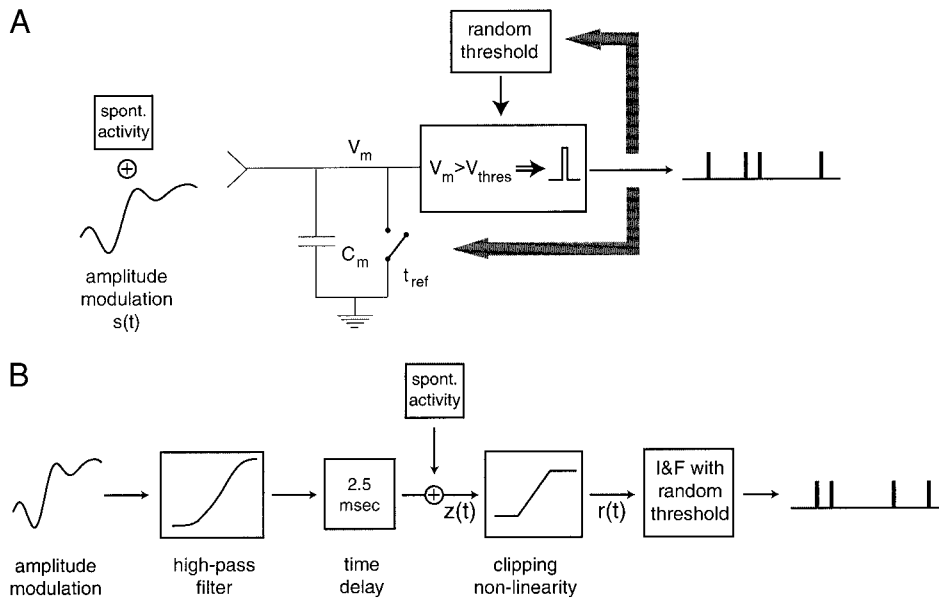 A
random
threshold
spont.
activity
Vm
Vm>Vthres
Cm
tref
amplitude
modulation
s(t)
B
spont.
activity
2.5
msec
z(t)
r(t)
I&F with
random
threshold
amplitude
modulation
high-pass
filter
time
delay
clipping
non-linearity